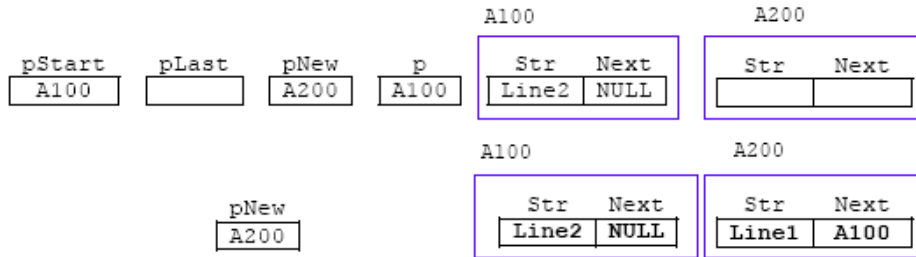 A100 A200
pStart pLast pNew p Str Next Str Next
A100 A200 A100 Line2 NULL
A100 A200
pNew Str Next Str Next
A200 Line2 NULL Line1 A100